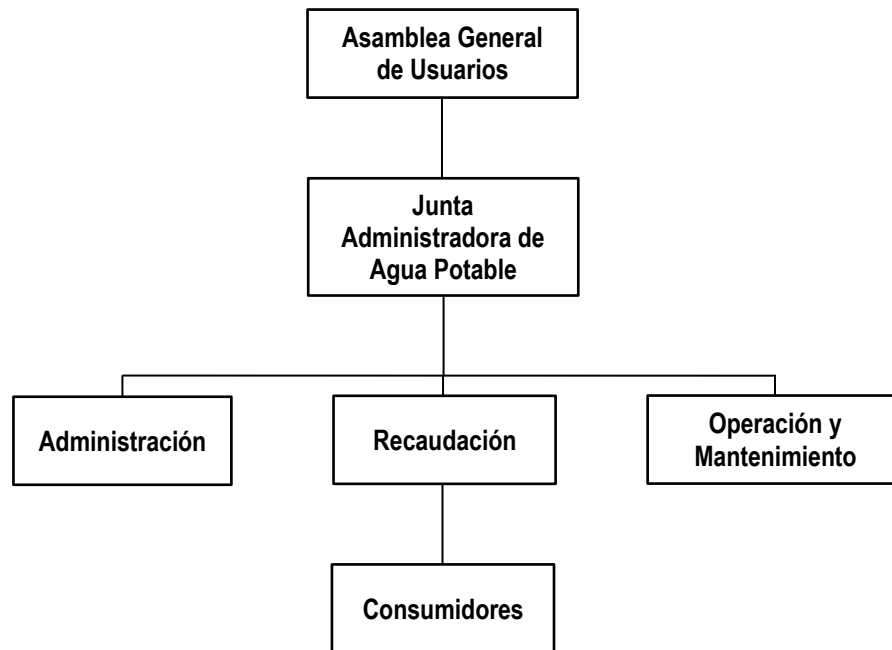 Asamblea General
de Usuarios
Junta
Administradora de
Agua Potable
Administración
Recaudación
Operación y
Mantenimiento
Consumidores